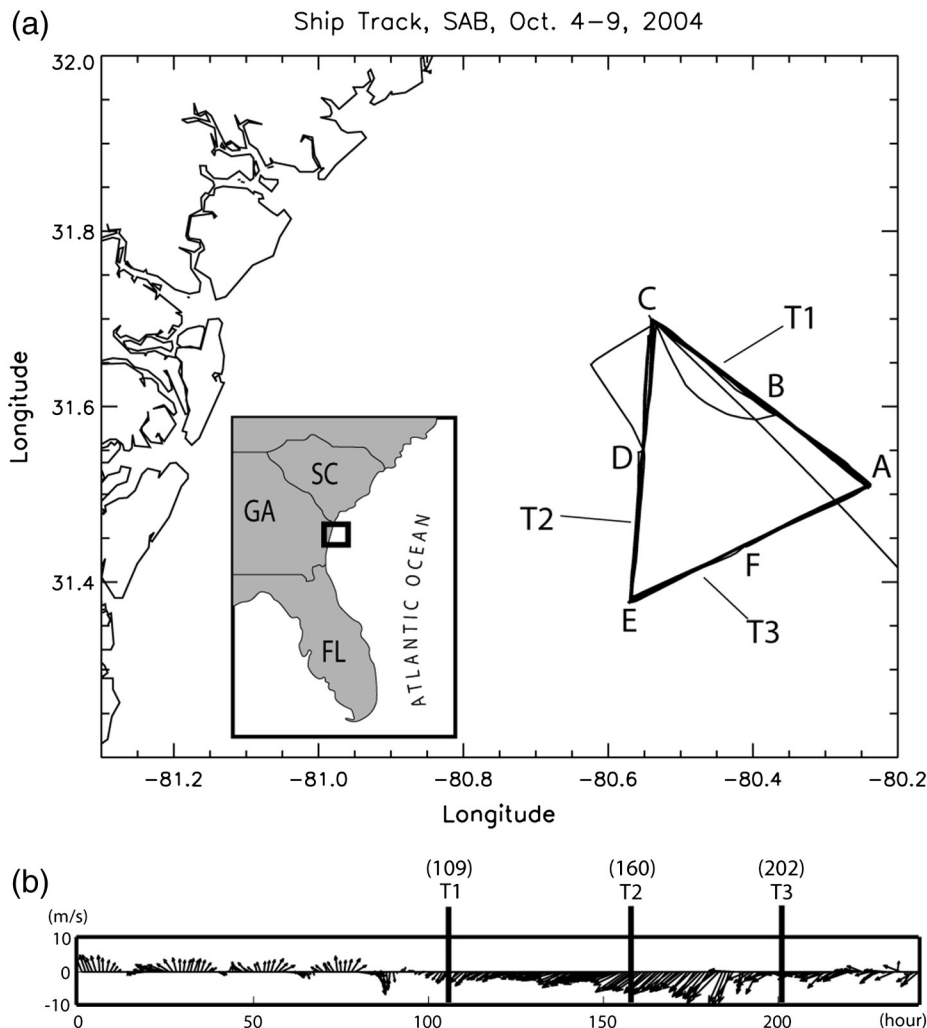 (a)
Ship Track, SAB, Oct. 4−9, 2004
32.0
31.8
31.6
31.4
Longitude
C
T1
B
A
D
T2
F
E
T3
SC
GA
FL
ATLANTIC OCEAN
−81.2
−81.0
−80.8
−80.6
−80.4
−80.2
Longitude
(b)
(109)
(160)
(202)
T1
T2
T3
(m/s)
10
0
-10
0
50
100
150
200
(hour)